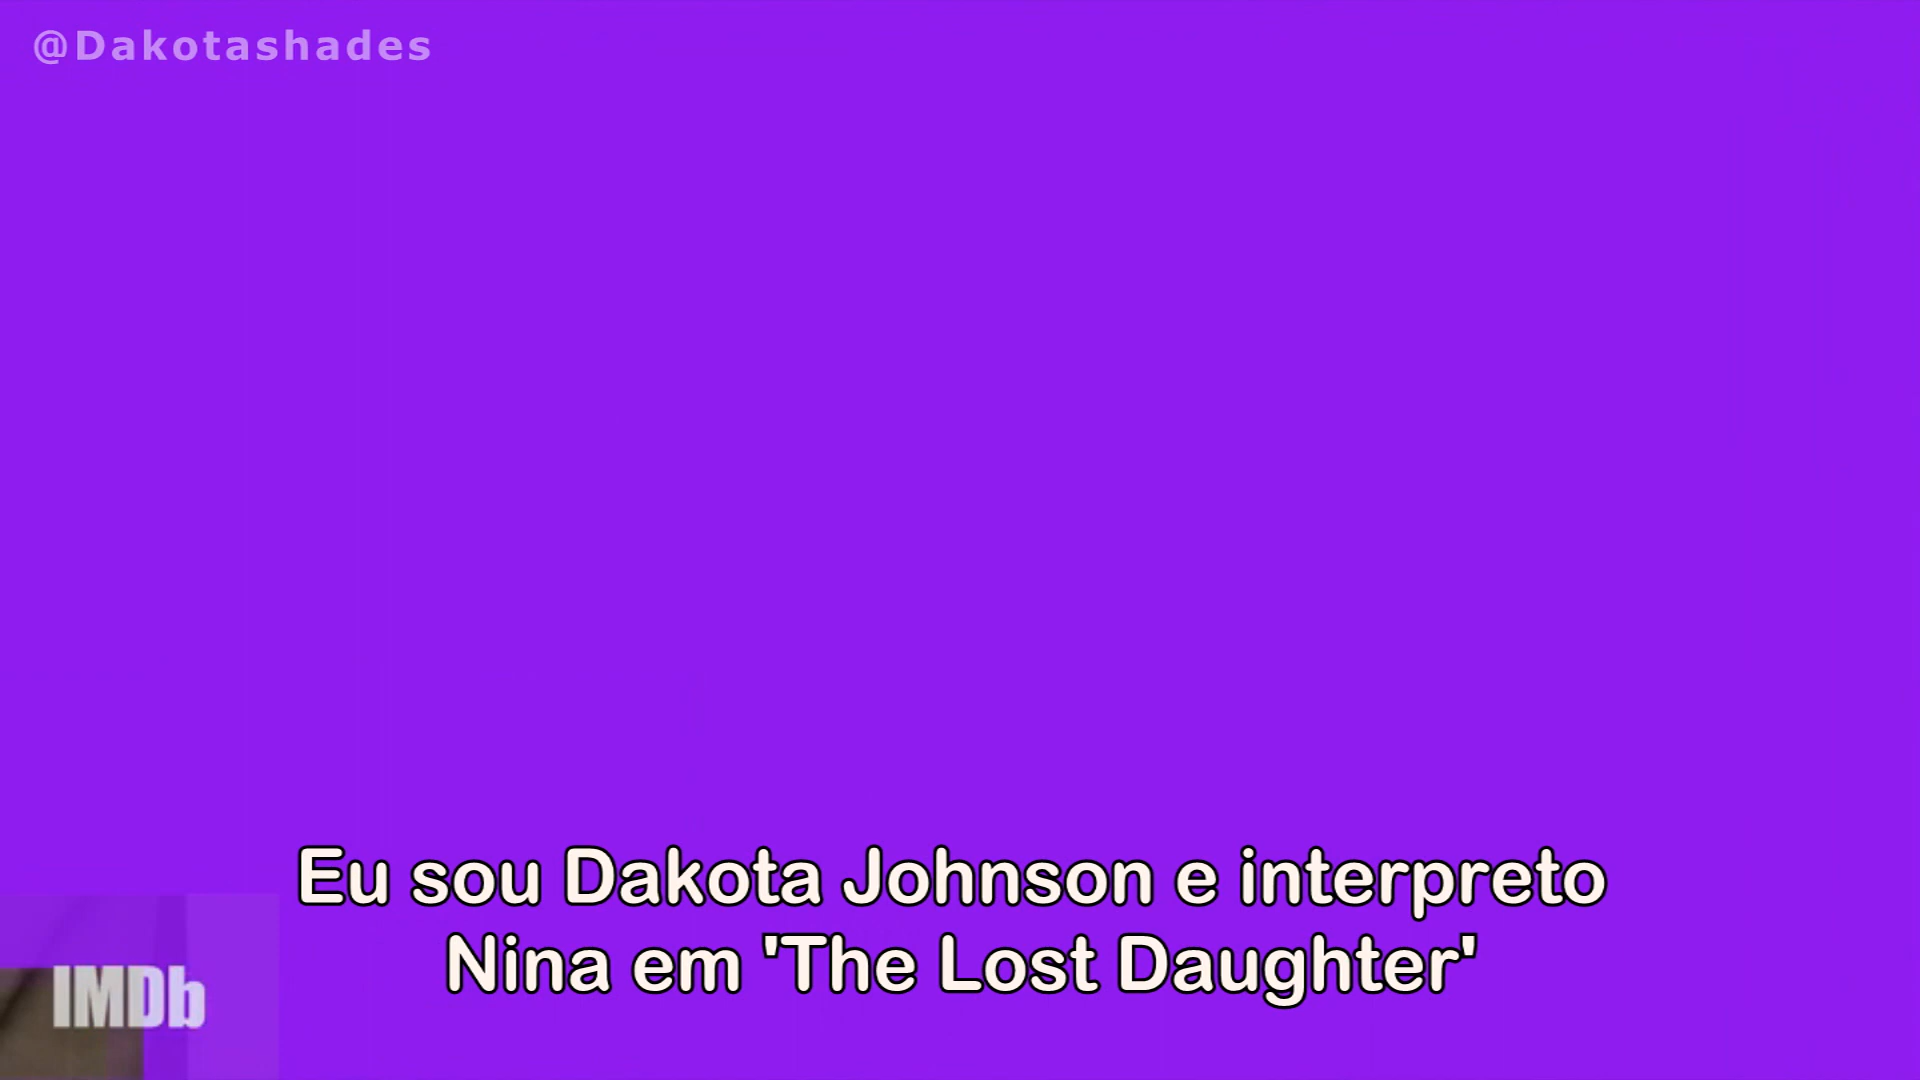 @Dakotashades
Eu sou Dakota Johnson e interpreto
Nina em 'The Lost Daughter'
IMDb